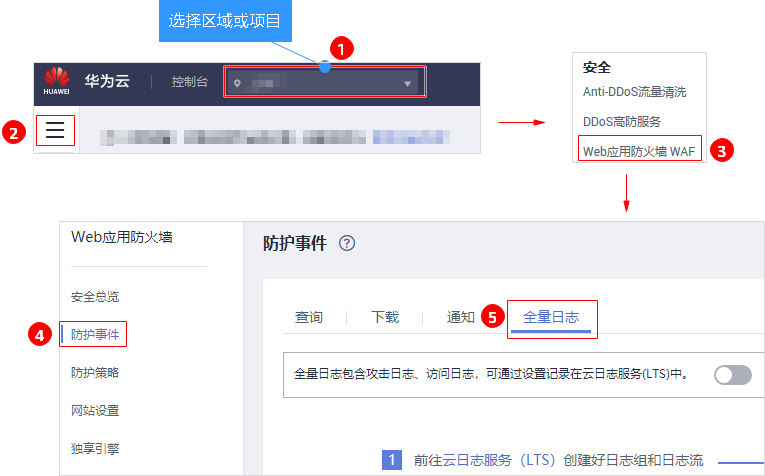 选择区域或项目
1
HUAWEI
华为云
控制台
2
安全
Anti-DDoS流量清洗
DDoS高防服务
Web应用防火墙 WAF
3
Web应用防火墙
安全总览
4
防护事件
防护策略
网站设置
独享引擎
防护事件 ?
查询
下载
通知
5
全量日志
全量日志包含攻击日志、访问日志，可通过设置记录在云日志服务(LTS)中。
1 前往云日志服务（LTS）创建好日志组和日志流